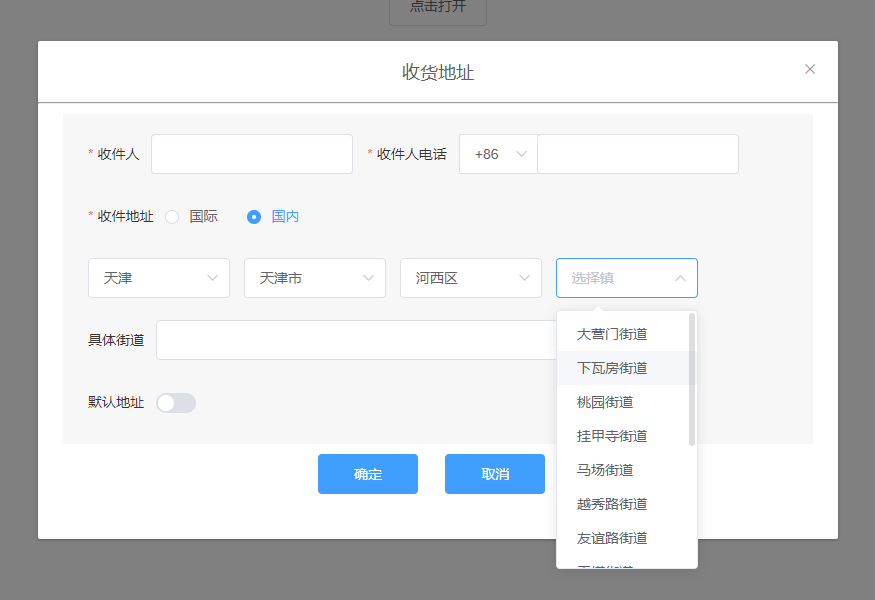 点击打开
收货地址
* 收件人 * 收件人电话 +86
* 收件地址 国际 国内
天津 天津市 河西区 选择镇
大营门街道
具体街道
下瓦房街道
默认地址
桃园街道
挂甲寺街道
确定 取消
马场街道
越秀路街道
友谊路街道